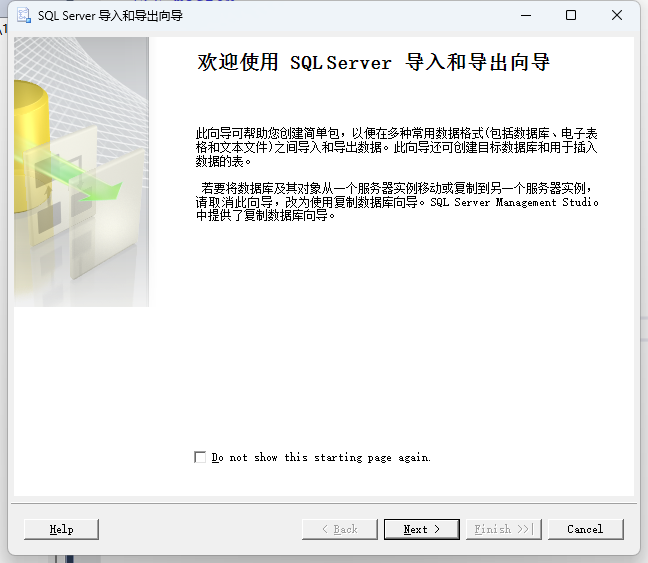 SQL Server 导入和导出向导
欢迎使用 SQL Server 导入和导出向导
此向导可帮助您创建简单包，以便在多种常用数据格式(包括数据库、电子表
格和文本文件)之间导入和导出数据。此向导还可创建目标数据库和用于插入
数据的表。
若要将数据库及其对象从一个服务器实例移动或复制到另一个服务器实例，
请取消此向导，改为使用复制数据库向导。SQL Server Management Studio
中提供了复制数据库向导。
Do not show this starting page again.
Help
< Back
Next >
Finish >>|
Cancel